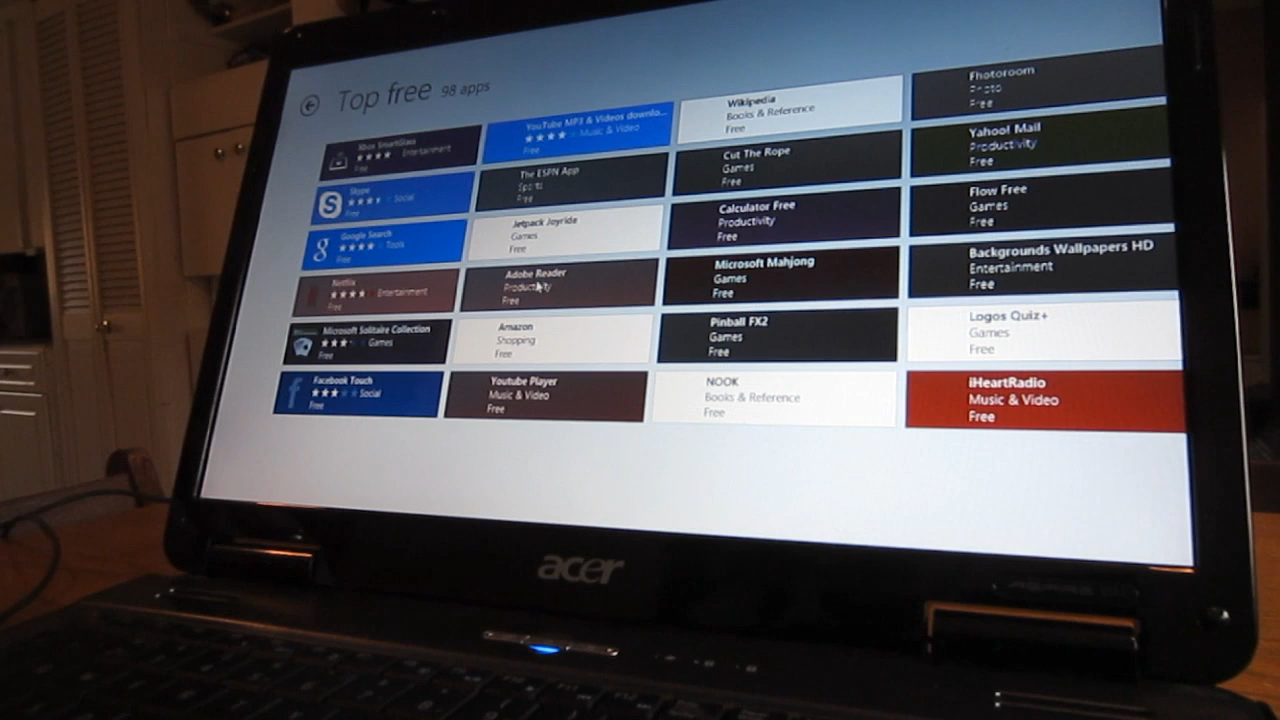 Top free 98 apps
Xbox SmartGlass
Entertainment
Free
Skype
Social
Free
Google Search
Tools
Free
Netflix
Entertainment
Free
Microsoft Solitaire Collection
Games
Free
Facebook Touch
Social
Free
YouTube MP3 & Videos downlo...
Music & Video
Free
The ESPN App
Sports
Free
Jetpack Joyride
Games
Free
Adobe Reader
Productivity
Free
Amazon
Shopping
Free
Youtube Player
Music & Video
Free
Wikipedia
Books & Reference
Free
Cut The Rope
Games
Free
Calculator Free
Productivity
Free
Microsoft Mahjong
Games
Free
Pinball FX2
Games
Free
NOOK
Books & Reference
Free
Fhotoroom
Photo
Free
Yahoo! Mail
Productivity
Free
Flow Free
Games
Free
Backgrounds Wallpapers HD
Entertainment
Free
Logos Quiz+
Games
Free
iHeartRadio
Music & Video
Free
acer